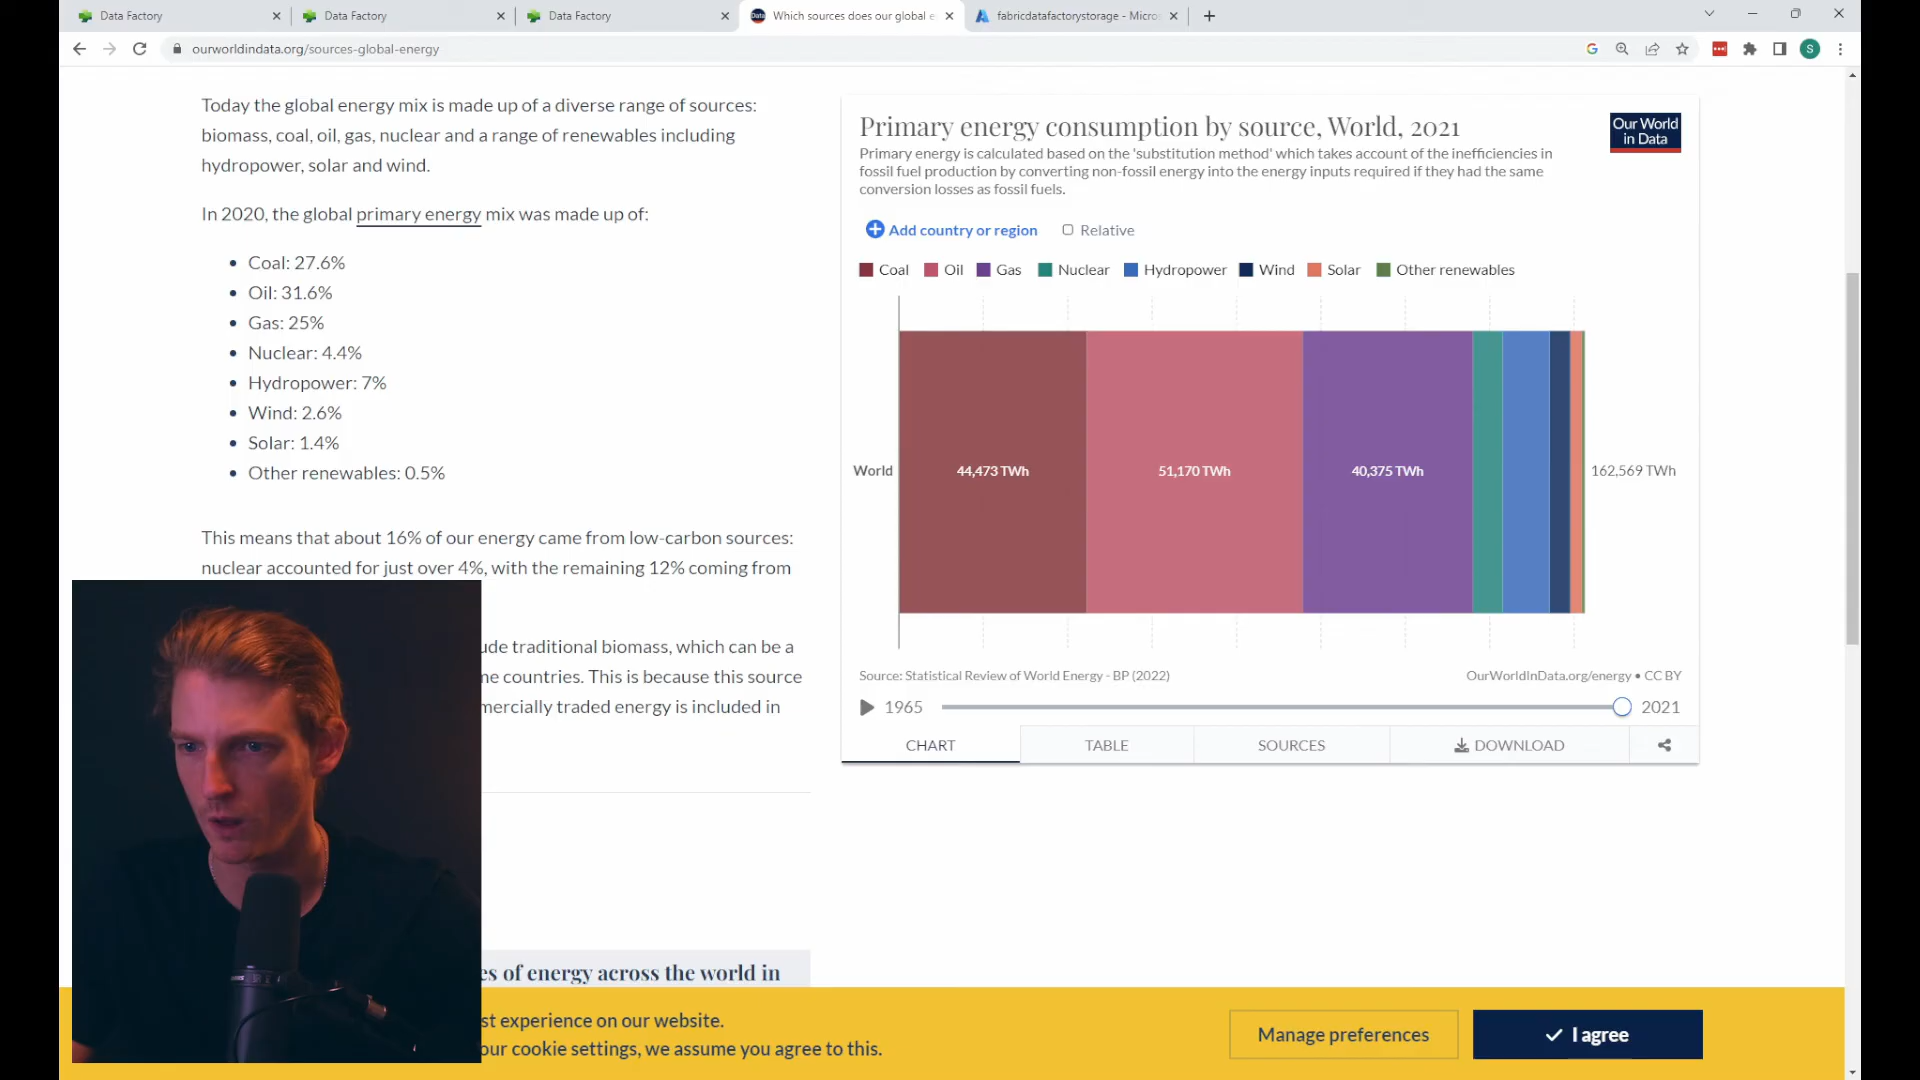 Data Factory
Data Factory
Data Factory
Which sources does our global e
fabricdatafactorystorage - Micros
ourworldindata.org/sources-global-energy
S
Today the global energy mix is made up of a diverse range of sources:
biomass, coal, oil, gas, nuclear and a range of renewables including
hydropower, solar and wind.
In 2020, the global primary energy mix was made up of:
• Coal: 27.6%
• Oil: 31.6%
• Gas: 25%
• Nuclear: 4.4%
• Hydropower: 7%
• Wind: 2.6%
• Solar: 1.4%
• Other renewables: 0.5%
This means that about 16% of our energy came from low-carbon sources:
nuclear accounted for just over 4%, with the remaining 12% coming from
ude traditional biomass, which can be a
ne countries. This is because this source
mercially traded energy is included in
es of energy across the world in
Primary energy consumption by source, World, 2021
Our World
in Data
Primary energy is calculated based on the 'substitution method' which takes account of the inefficiencies in
fossil fuel production by converting non-fossil energy into the energy inputs required if they had the same
conversion losses as fossil fuels.
Add country or region
Relative
Coal Oil Gas Nuclear Hydropower Wind Solar Other renewables
World 44,473 TWh 51,170 TWh 40,375 TWh 162,569 TWh
Source: Statistical Review of World Energy - BP (2022)
OurWorldInData.org/energy • CC BY
1965
2021
CHART TABLE SOURCES DOWNLOAD
st experience on our website.
our cookie settings, we assume you agree to this.
Manage preferences
I agree